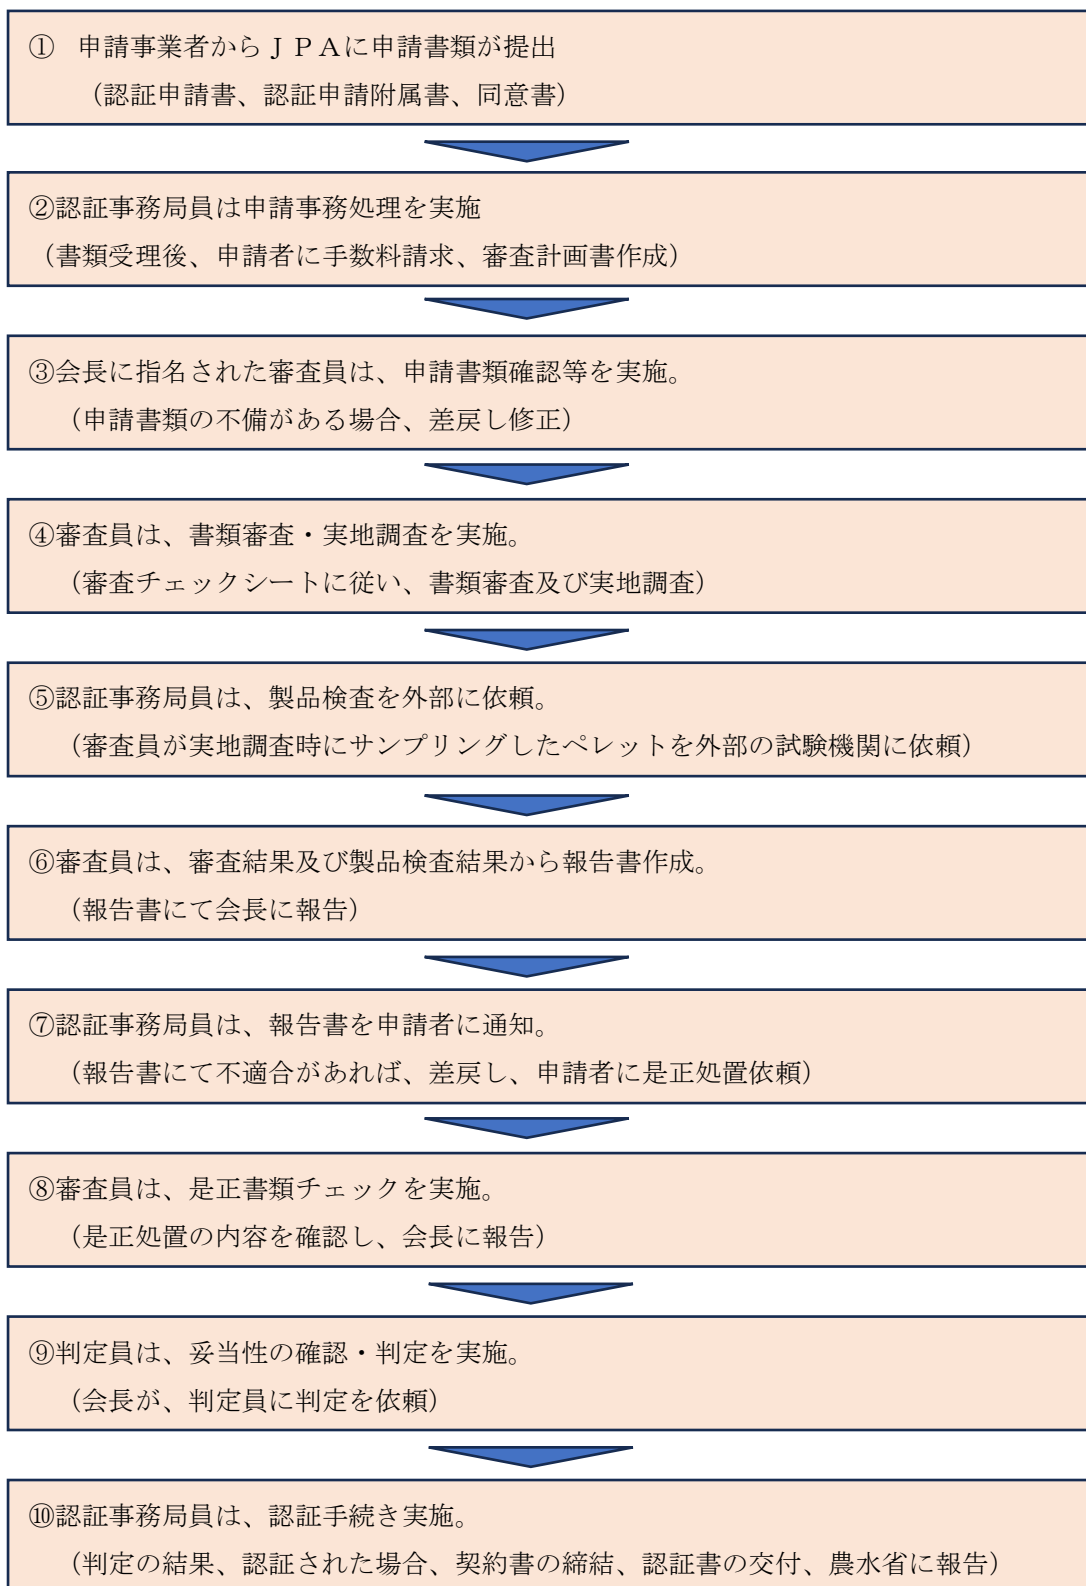 ①　申請事業者からＪＰＡに申請書類が提出
（認証申請書、認証申請附属書、同意書）
②認証事務局員は申請事務処理を実施
（書類受理後、申請者に手数料請求、審査計画書作成）
③会長に指名された審査員は、申請書類確認等を実施。
（申請書類の不備がある場合、差戻し修正）
④審査員は、書類審査・実地調査を実施。
（審査チェックシートに従い、書類審査及び実地調査）
⑤認証事務局員は、製品検査を外部に依頼。
（審査員が実地調査時にサンプリングしたペレットを外部の試験機関に依頼）
⑥審査員は、審査結果及び製品検査結果から報告書作成。
（報告書にて会長に報告）
⑦認証事務局員は、報告書を申請者に通知。
（報告書にて不適合があれば、差戻し、申請者に是正処置依頼）
⑧審査員は、是正書類チェックを実施。
（是正処置の内容を確認し、会長に報告）
⑨判定員は、妥当性の確認・判定を実施。
（会長が、判定員に判定を依頼）
⑩認証事務局員は、認証手続き実施。
（判定の結果、認証された場合、契約書の締結、認証書の交付、農水省に報告）